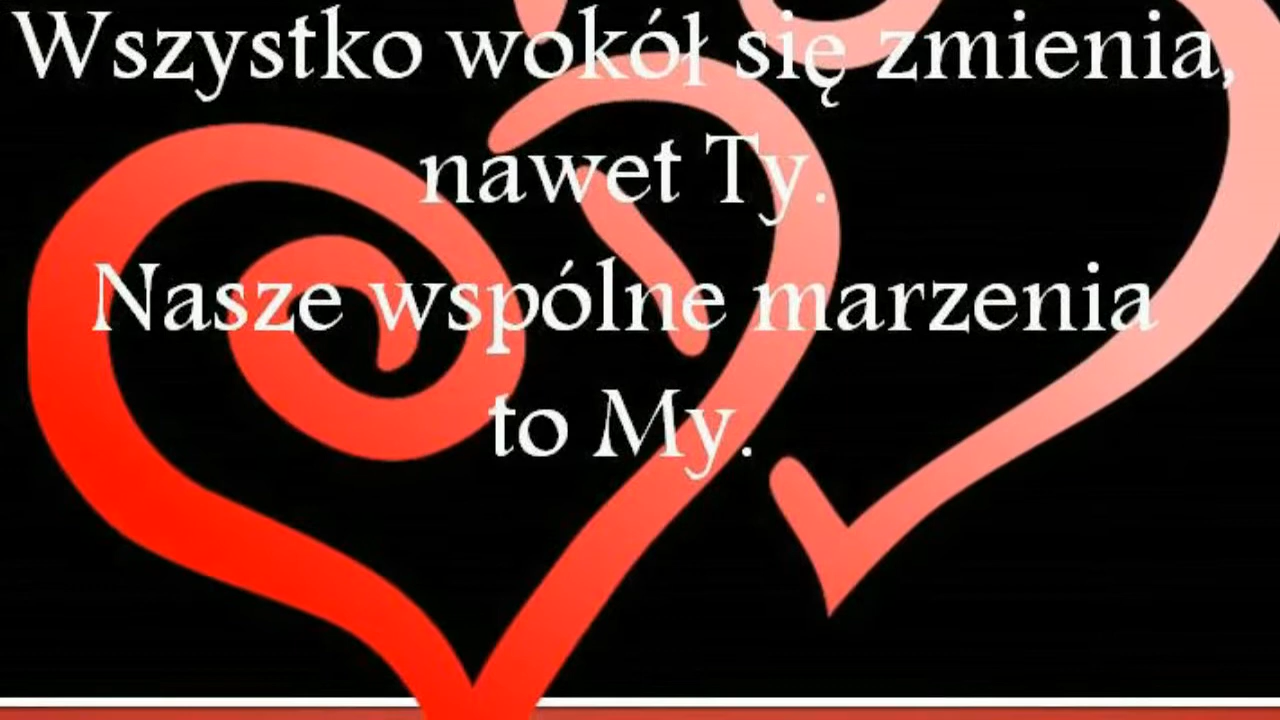 Wszystko wokół się zmienia,
nawet Ty.
Nasze wspólne marzenia
to My.